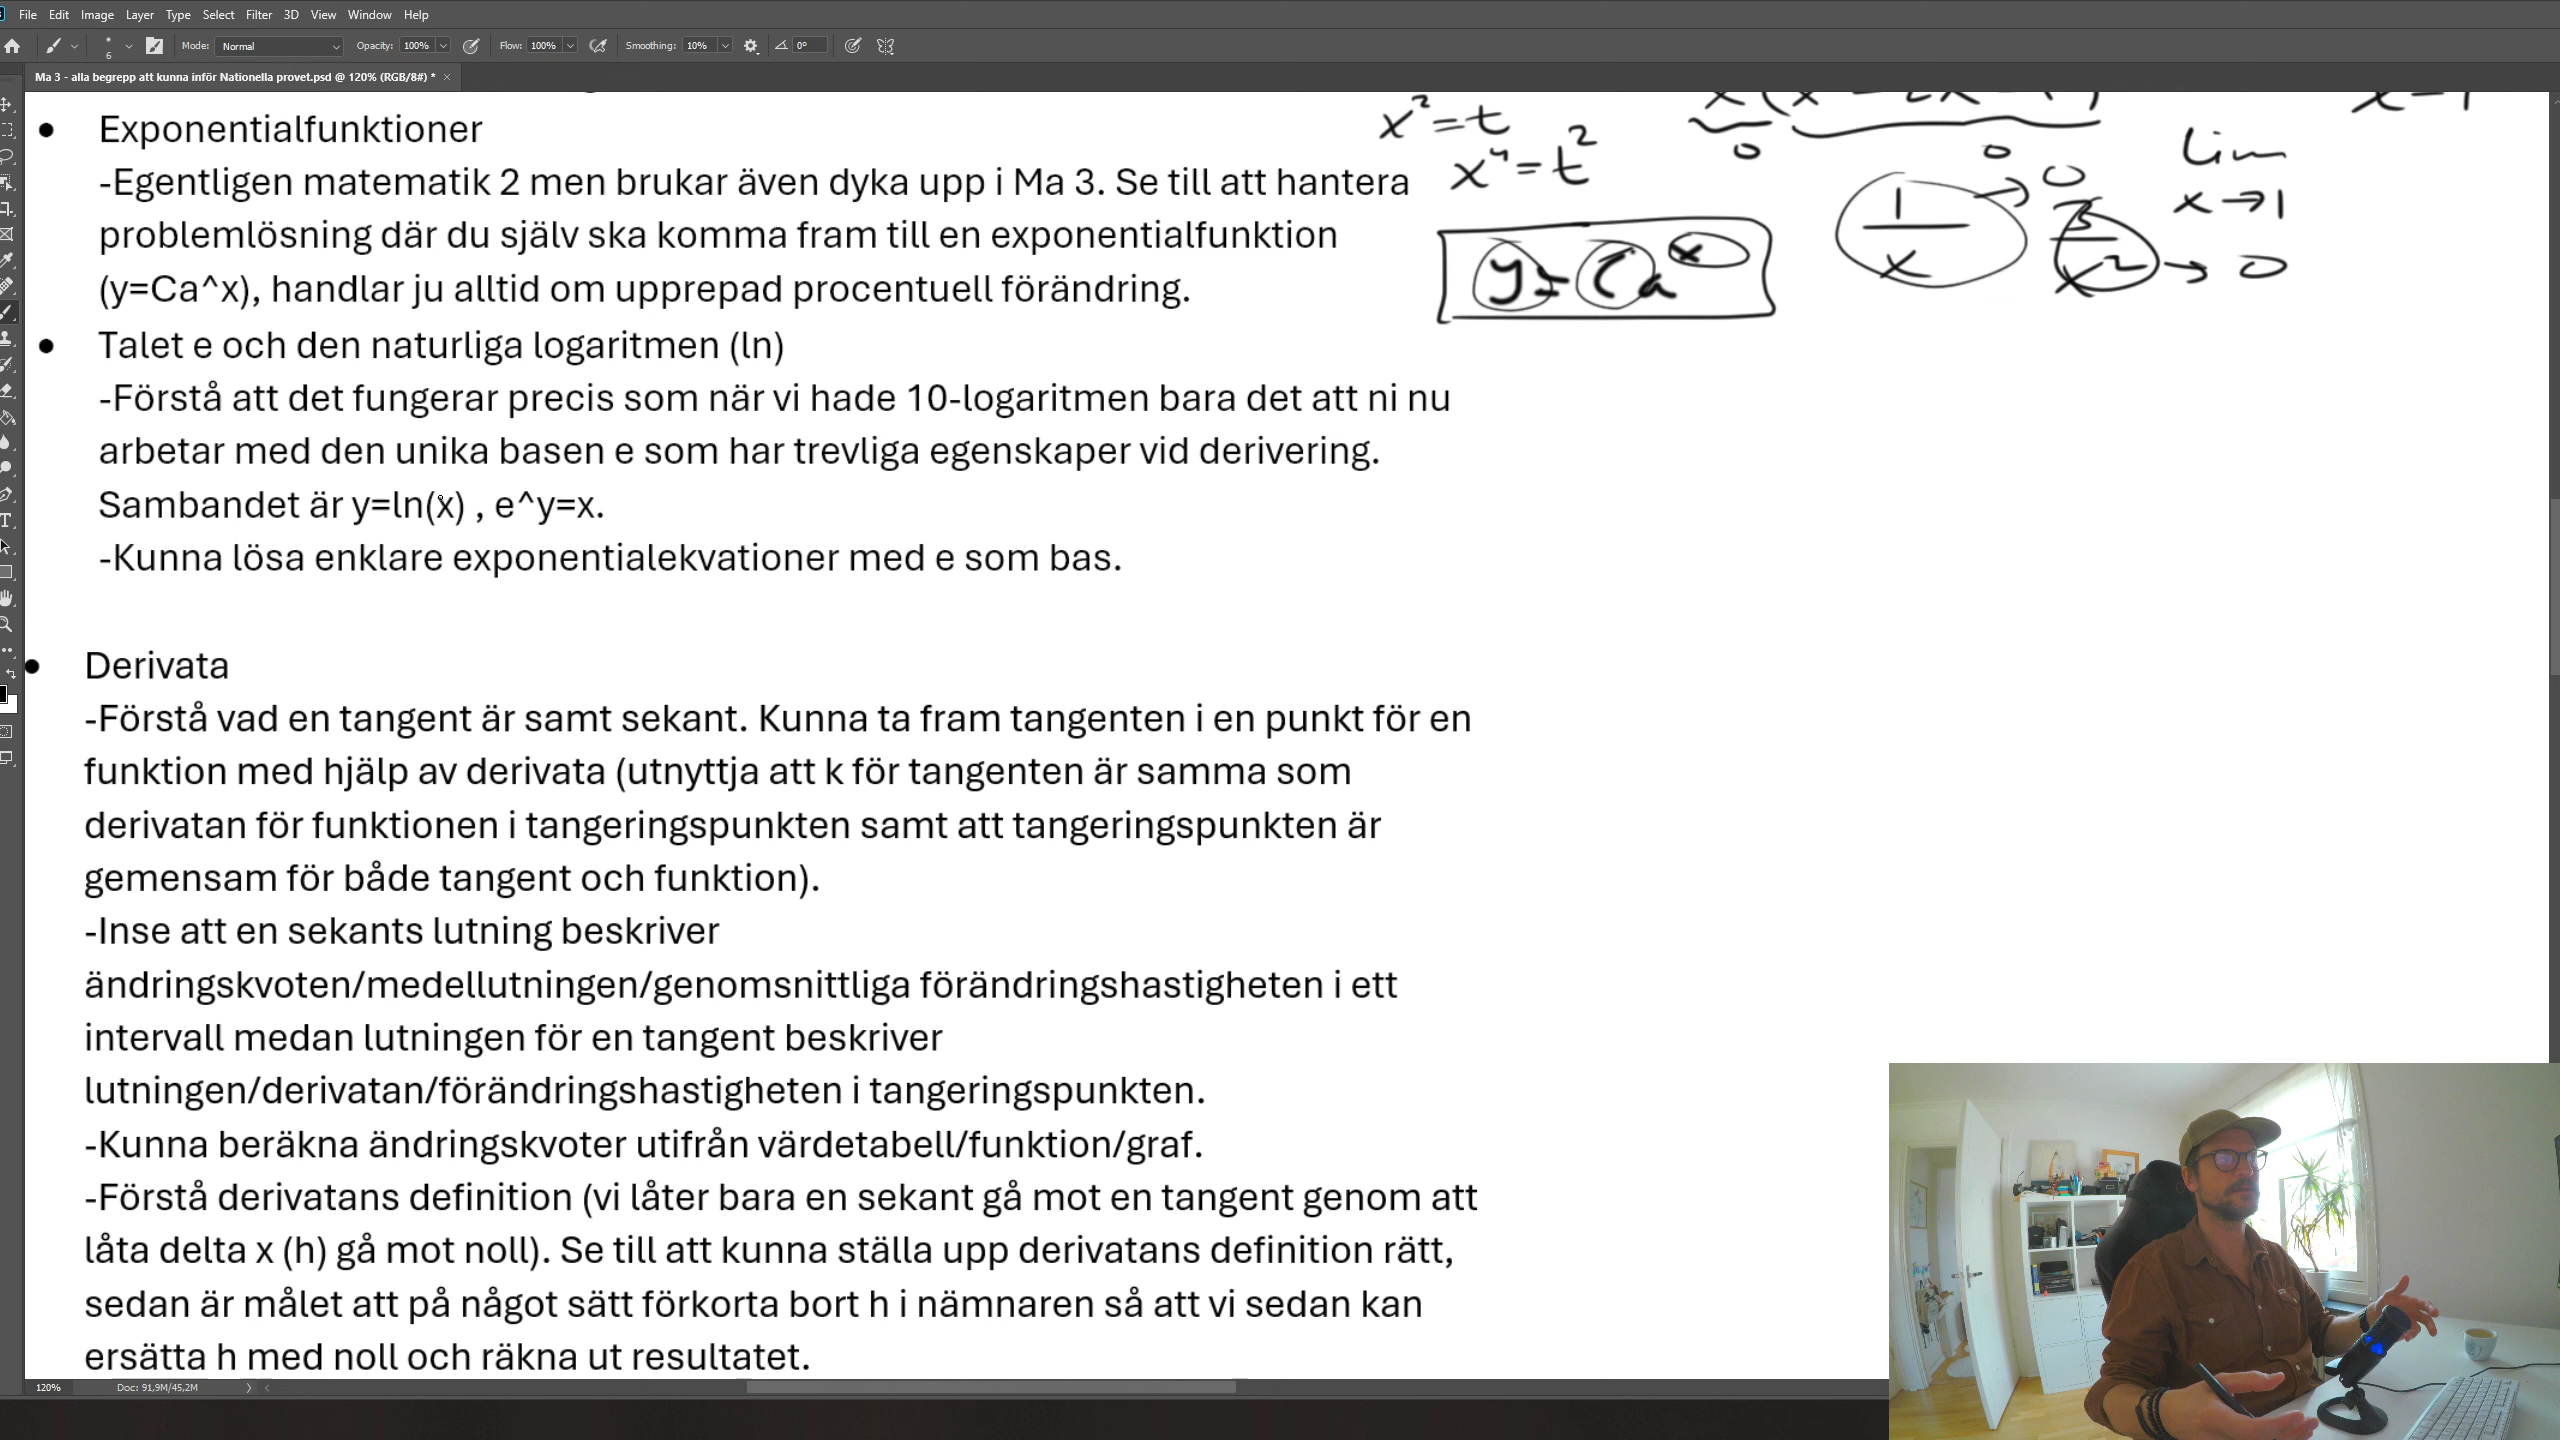 File Edit Image Layer Type Select Filter 3D View Window Help
6 Mode: Normal Opacity: 100% Flow: 100% Smoothing: 10% 0°
Ma 3 - alla begrepp att kunna inför Nationella provet.psd @ 120% (RGB/8#) * ×
• Exponentialfunktioner
-Egentligen matematik 2 men brukar även dyka upp i Ma 3. Se till att hantera
problemlösning där du själv ska komma fram till en exponentialfunktion
(y=Ca^x), handlar ju alltid om upprepad procentuell förändring.
• Talet e och den naturliga logaritmen (ln)
-Förstå att det fungerar precis som när vi hade 10-logaritmen bara det att ni nu
arbetar med den unika basen e som har trevliga egenskaper vid derivering.
Sambandet är y=ln(x) , e^y=x.
-Kunna lösa enklare exponentialekvationer med e som bas.
• Derivata
-Förstå vad en tangent är samt sekant. Kunna ta fram tangenten i en punkt för en
funktion med hjälp av derivata (utnyttja att k för tangenten är samma som
derivatan för funktionen i tangeringspunkten samt att tangeringspunkten är
gemensam för både tangent och funktion).
-Inse att en sekants lutning beskriver
ändringskvoten/medellutningen/genomsnittliga förändringshastigheten i ett
intervall medan lutningen för en tangent beskriver
lutningen/derivatan/förändringshastigheten i tangeringspunkten.
-Kunna beräkna ändringskvoter utifrån värdetabell/funktion/graf.
-Förstå derivatans definition (vi låter bara en sekant gå mot en tangent genom att
låta delta x (h) gå mot noll). Se till att kunna ställa upp derivatans definition rätt,
sedan är målet att på något sätt förkorta bort h i nämnaren så att vi sedan kan
ersätta h med noll och räkna ut resultatet.
x²=t
x⁴=t²
y=Ca^x
0 0
1/x → 0
3/x² → 0
lim
x→1
120% Doc: 91,9M/45,2M